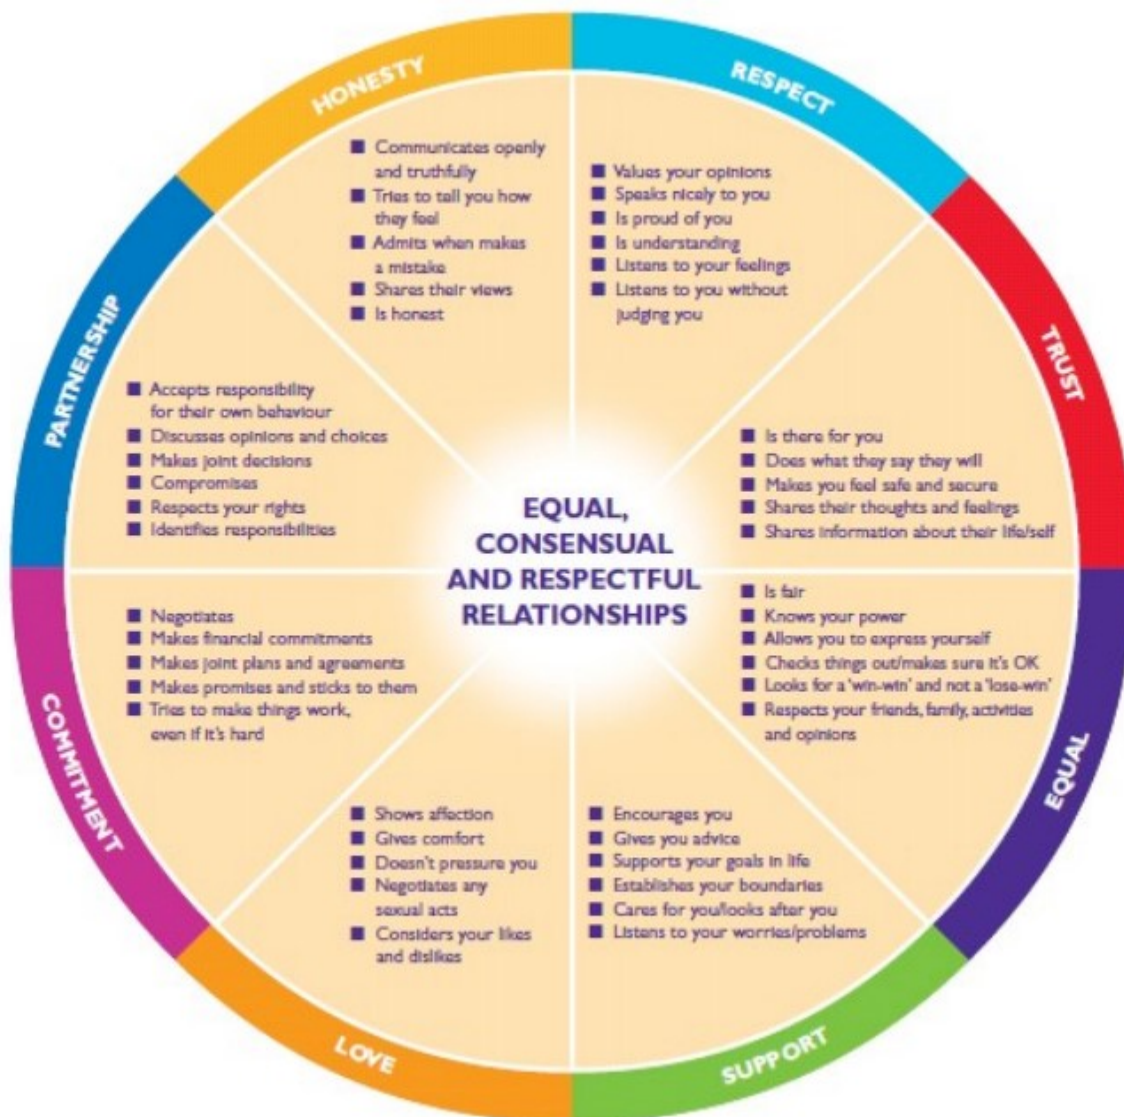 HONESTY
■ Communicates openly
and truthfully
■ Tries to tell you how
they feel
■ Admits when makes
a mistake
■ Shares their views
■ Is honest
RESPECT
■ Values your opinions
■ Speaks nicely to you
■ Is proud of you
■ Is understanding
■ Listens to your feelings
■ Listens to you without
judging you
TRUST
■ Is there for you
■ Does what they say they will
■ Makes you feel safe and secure
■ Shares their thoughts and feelings
■ Shares information about their life/self
EQUAL
■ Is fair
■ Knows your power
■ Allows you to express yourself
■ Checks things out/makes sure it's OK
■ Looks for a 'win-win' and not a 'lose-win'
■ Respects your friends, family, activities
and opinions
SUPPORT
■ Encourages you
■ Gives you advice
■ Supports your goals in life
■ Establishes your boundaries
■ Cares for you/looks after you
■ Listens to your worries/problems
LOVE
■ Shows affection
■ Gives comfort
■ Doesn't pressure you
■ Negotiates any
sexual acts
■ Considers your likes
and dislikes
COMMITMENT
■ Negotiates
■ Makes financial commitments
■ Makes joint plans and agreements
■ Makes promises and sticks to them
■ Tries to make things work,
even if it's hard
PARTNERSHIP
■ Accepts responsibility
for their own behaviour
■ Discusses opinions and choices
■ Makes joint decisions
■ Compromises
■ Respects your rights
■ Identifies responsibilities
EQUAL,
CONSENSUAL
AND RESPECTFUL
RELATIONSHIPS